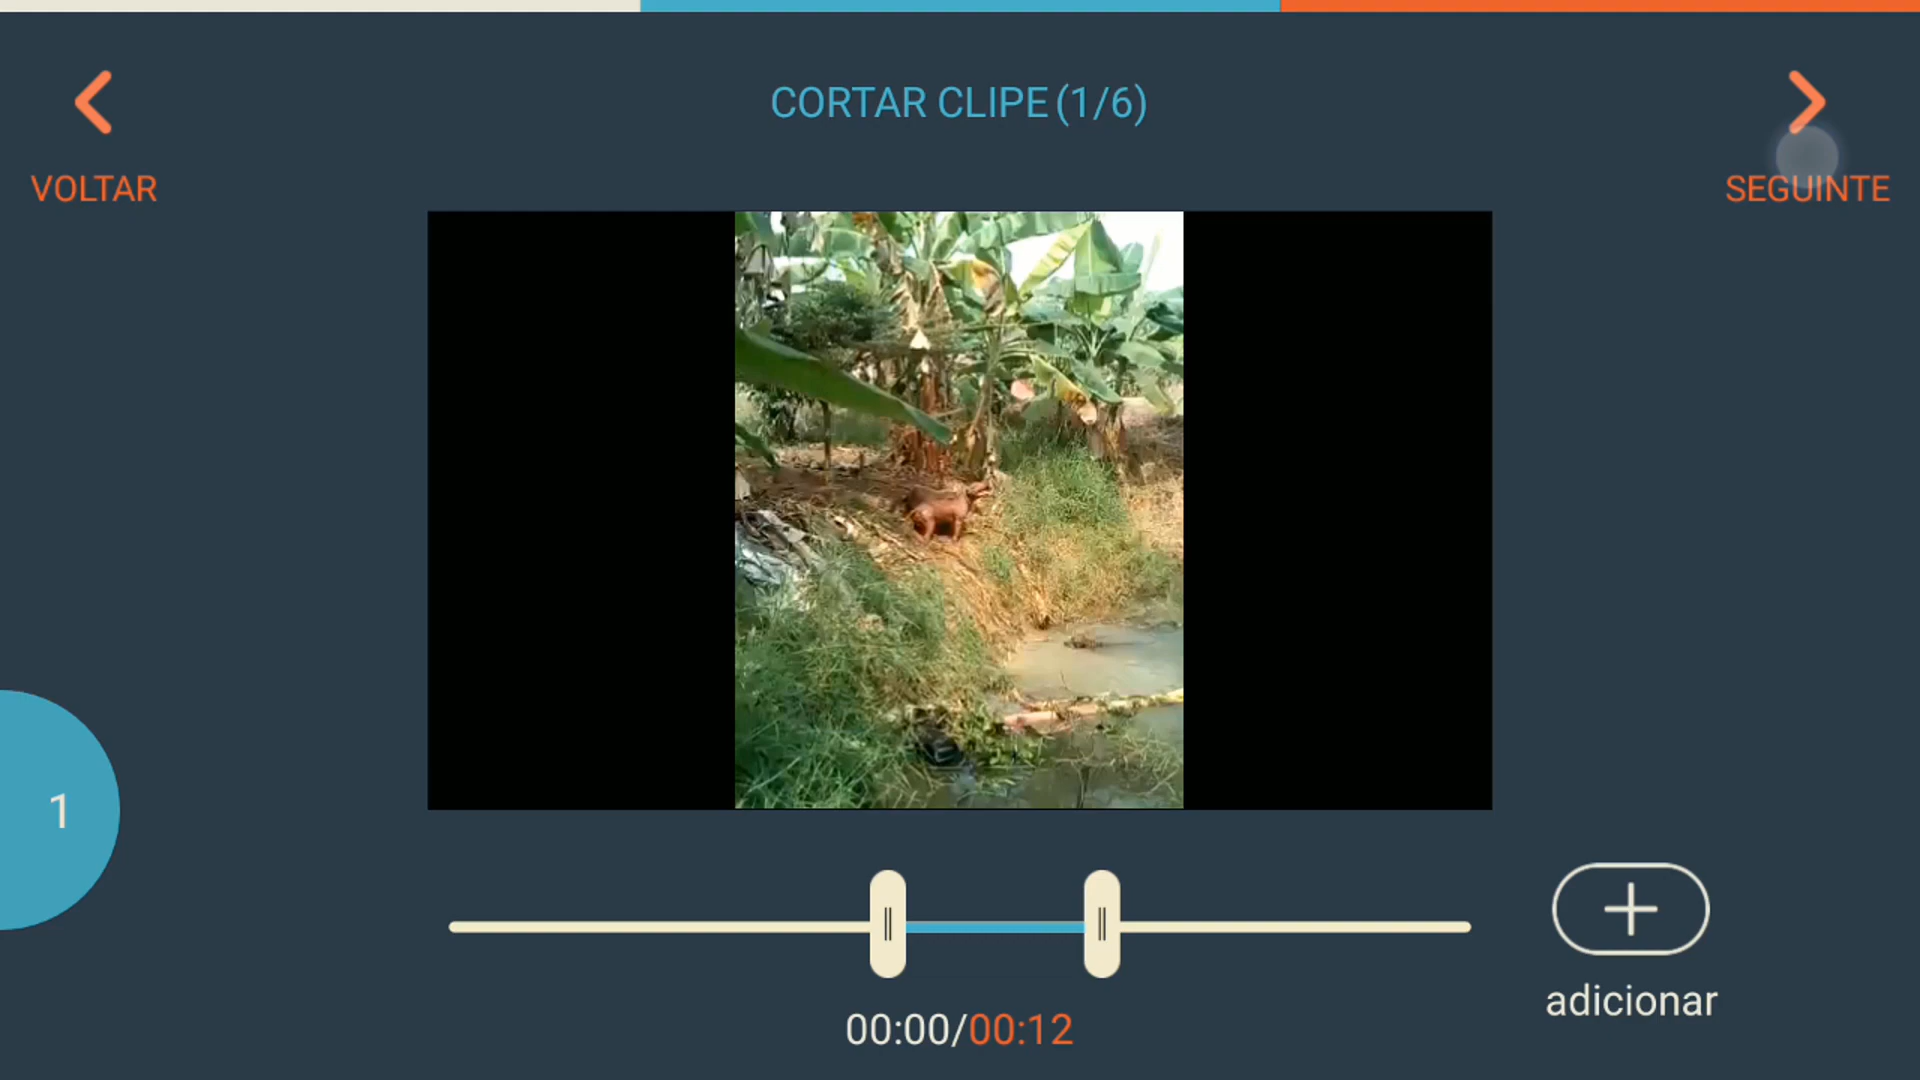 CORTAR CLIPE (1/6)
VOLTAR
SEGUINTE
1
00:00/00:12
adicionar